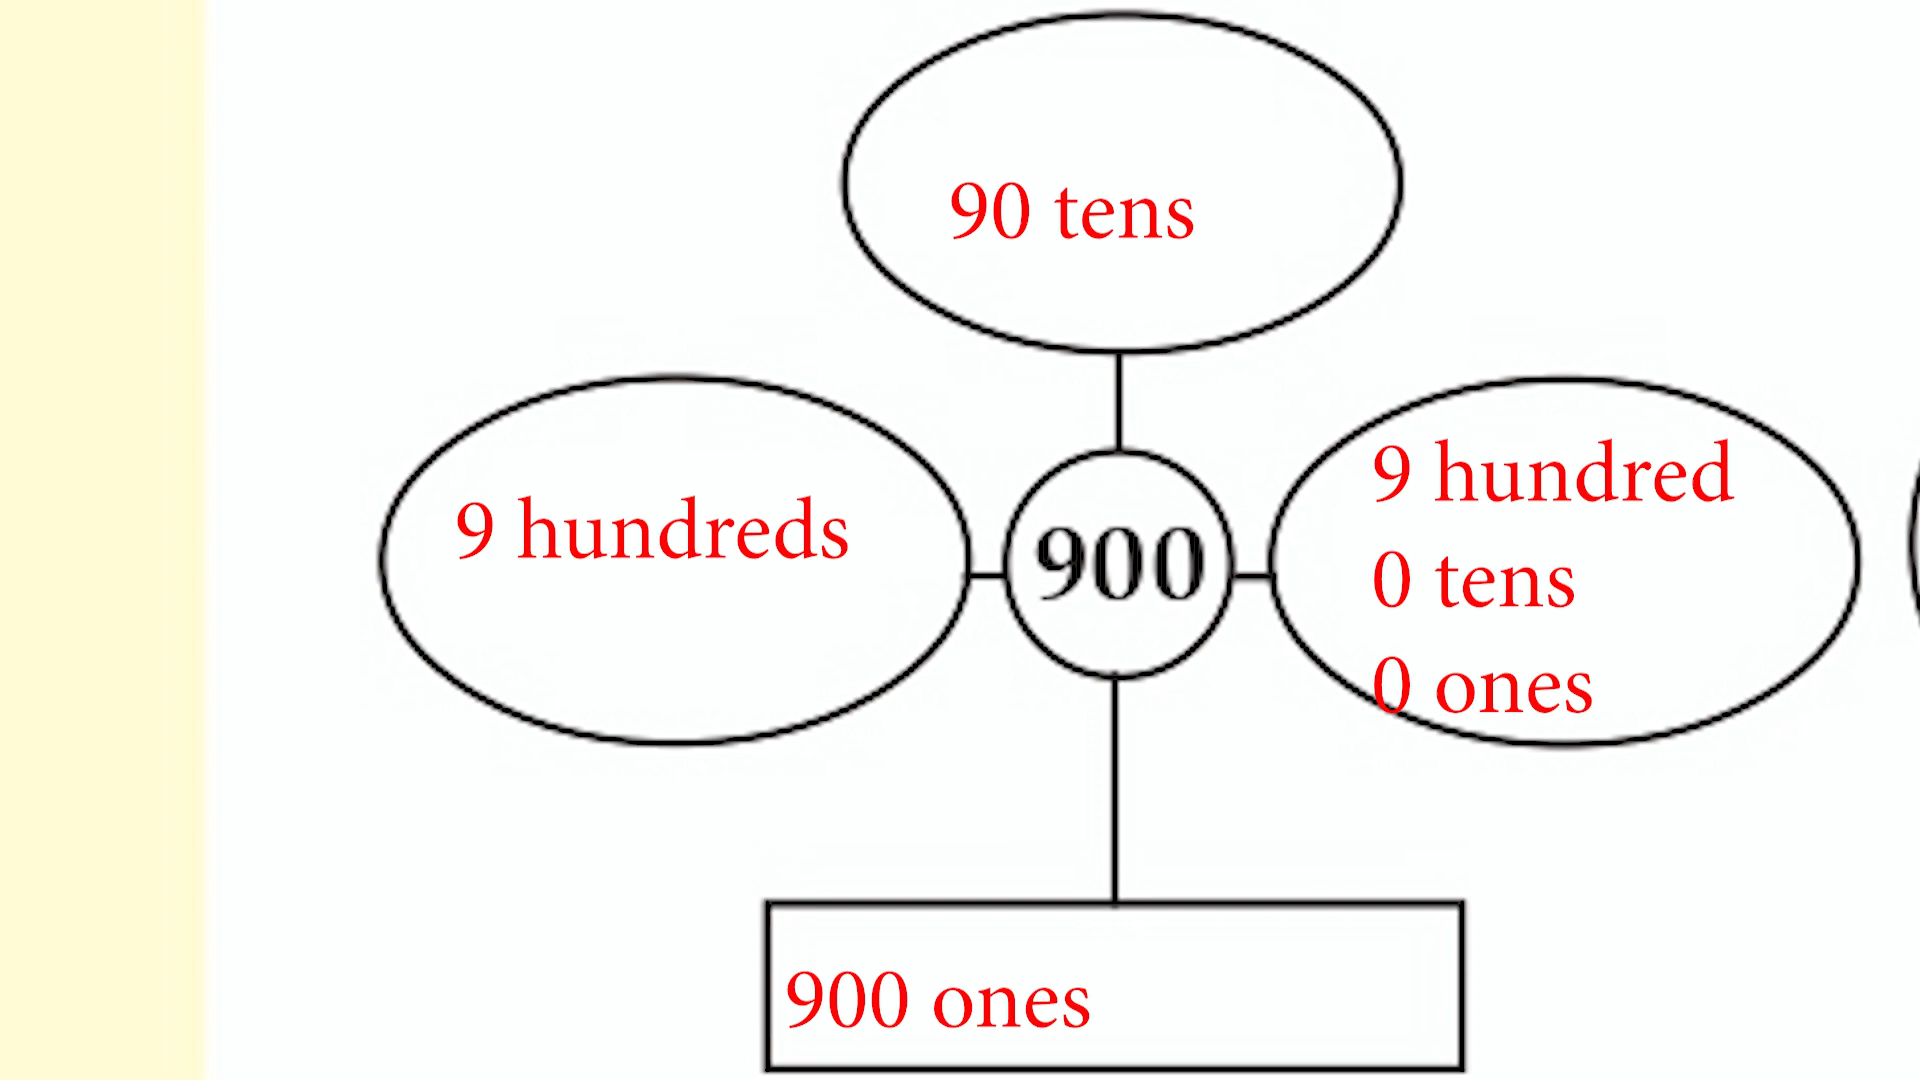 90 tens
9 hundreds
900
9 hundred
0 tens
0 ones
900 ones